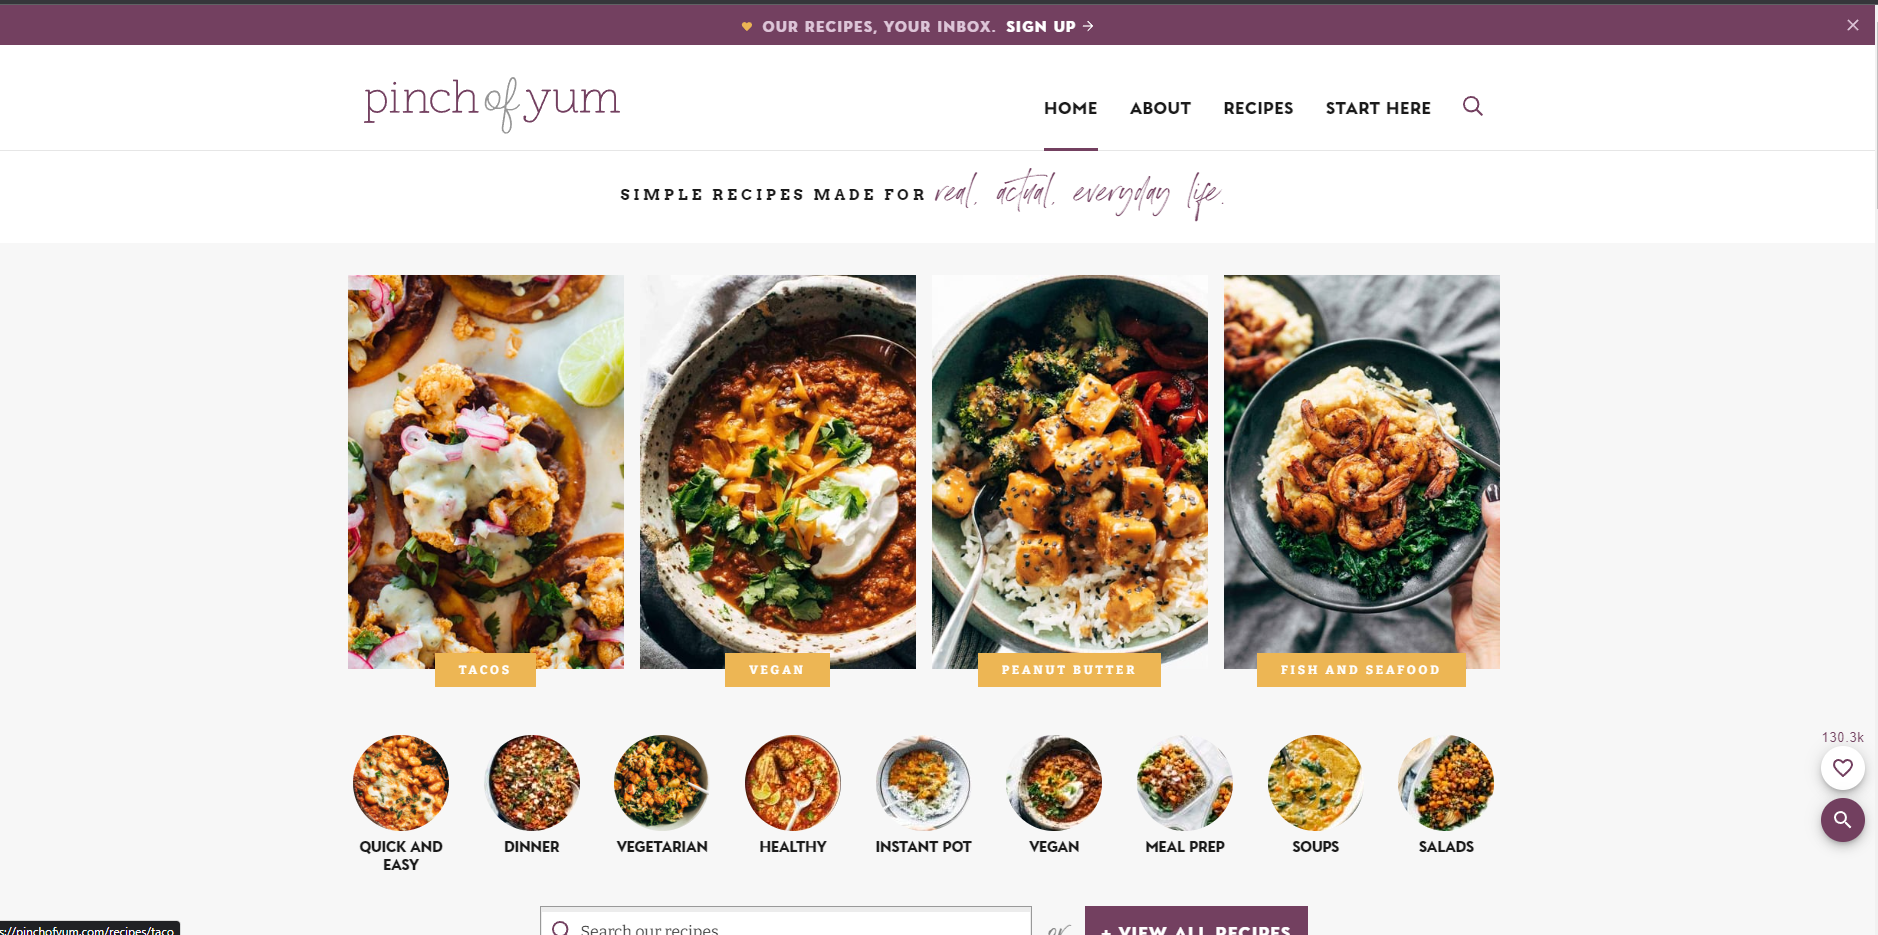 OUR RECIPES, YOUR INBOX. SIGN UP →
pinch of yum
HOME ABOUT RECIPES START HERE
SIMPLE RECIPES MADE FOR real, actual, everyday life.
TACOS VEGAN PEANUT BUTTER FISH AND SEAFOOD
130.3k
QUICK AND EASY
DINNER
VEGETARIAN
HEALTHY
INSTANT POT
VEGAN
MEAL PREP
SOUPS
SALADS
Search our recipes or + VIEW ALL RECIPES
s://pinchofyum.com/recipes/taco